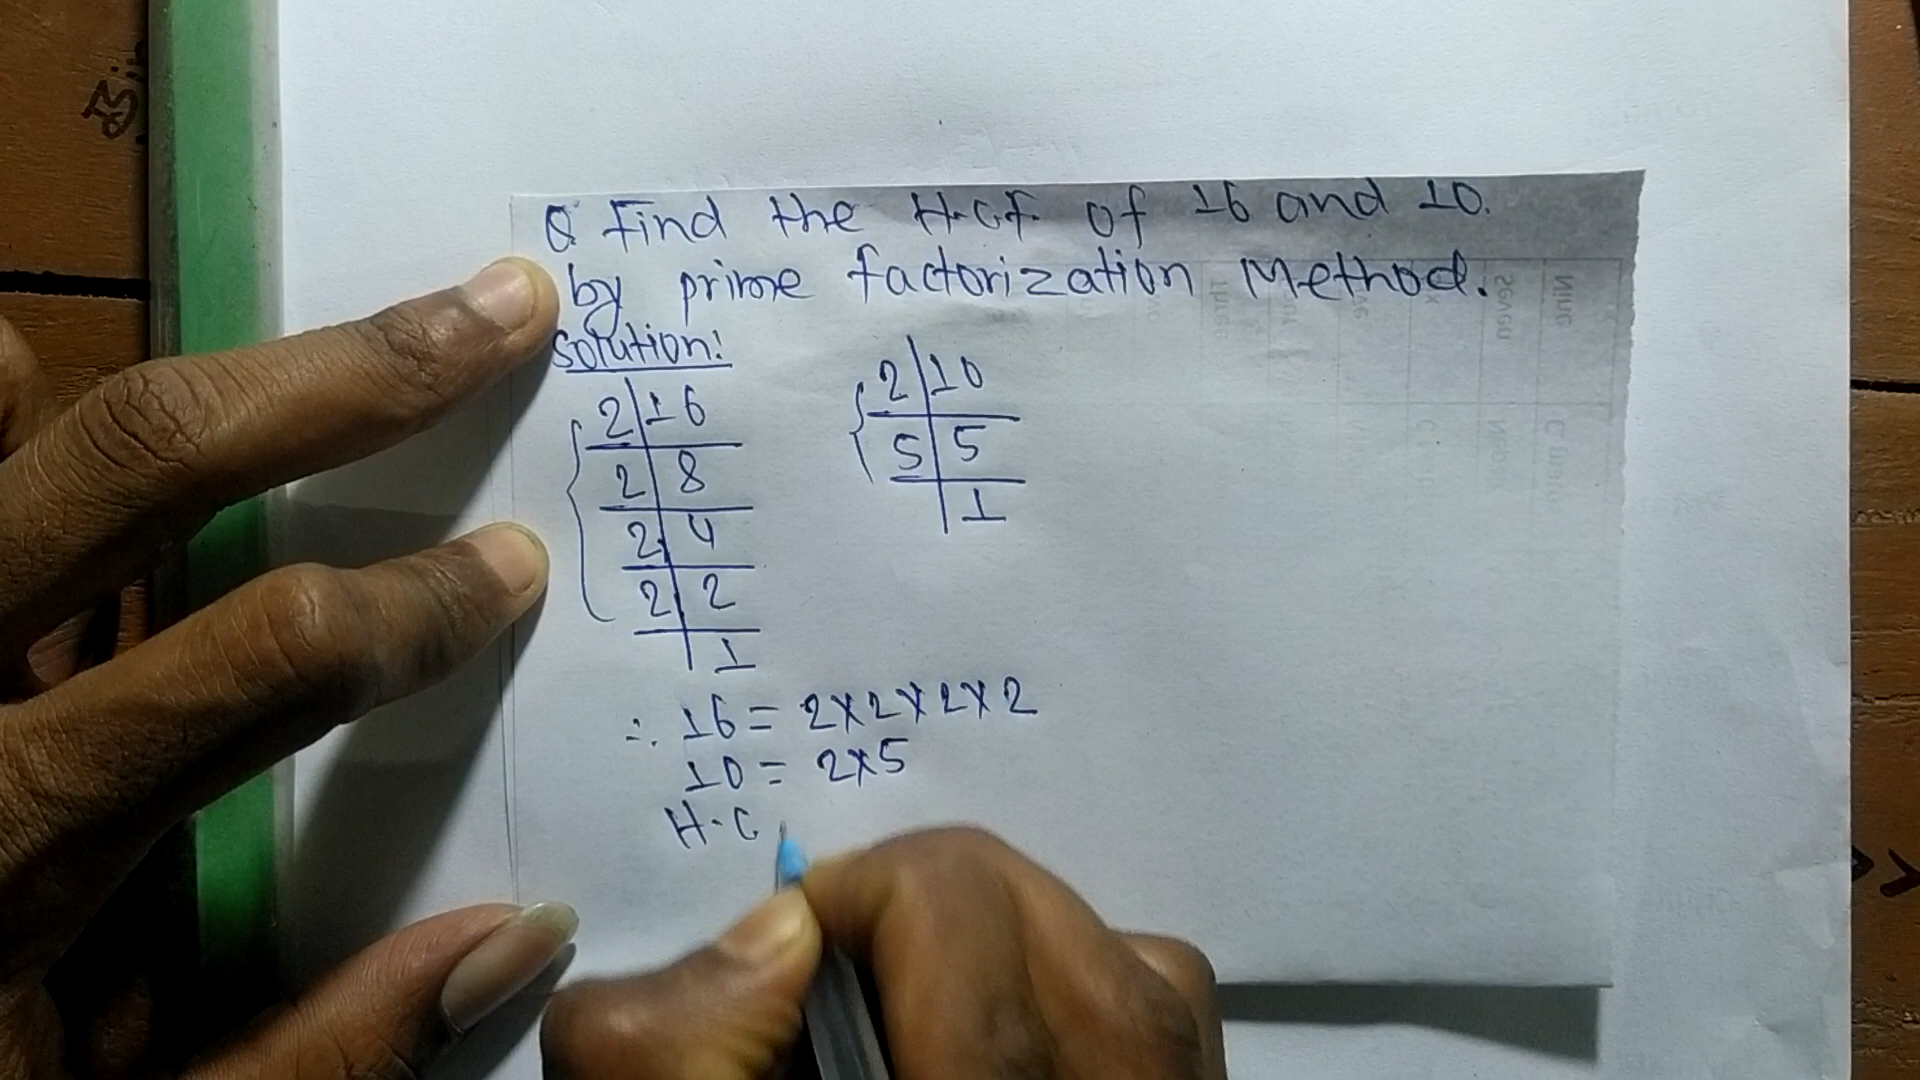 Q Find the H.C.F. of 16 and 10.
by prime factorization Method.
Solution:
2 | 16
2 | 8
2 | 4
2 | 2
1
2 | 10
5 | 5
1
∴ 16 = 2×2×2×2
10 = 2×5
H.C